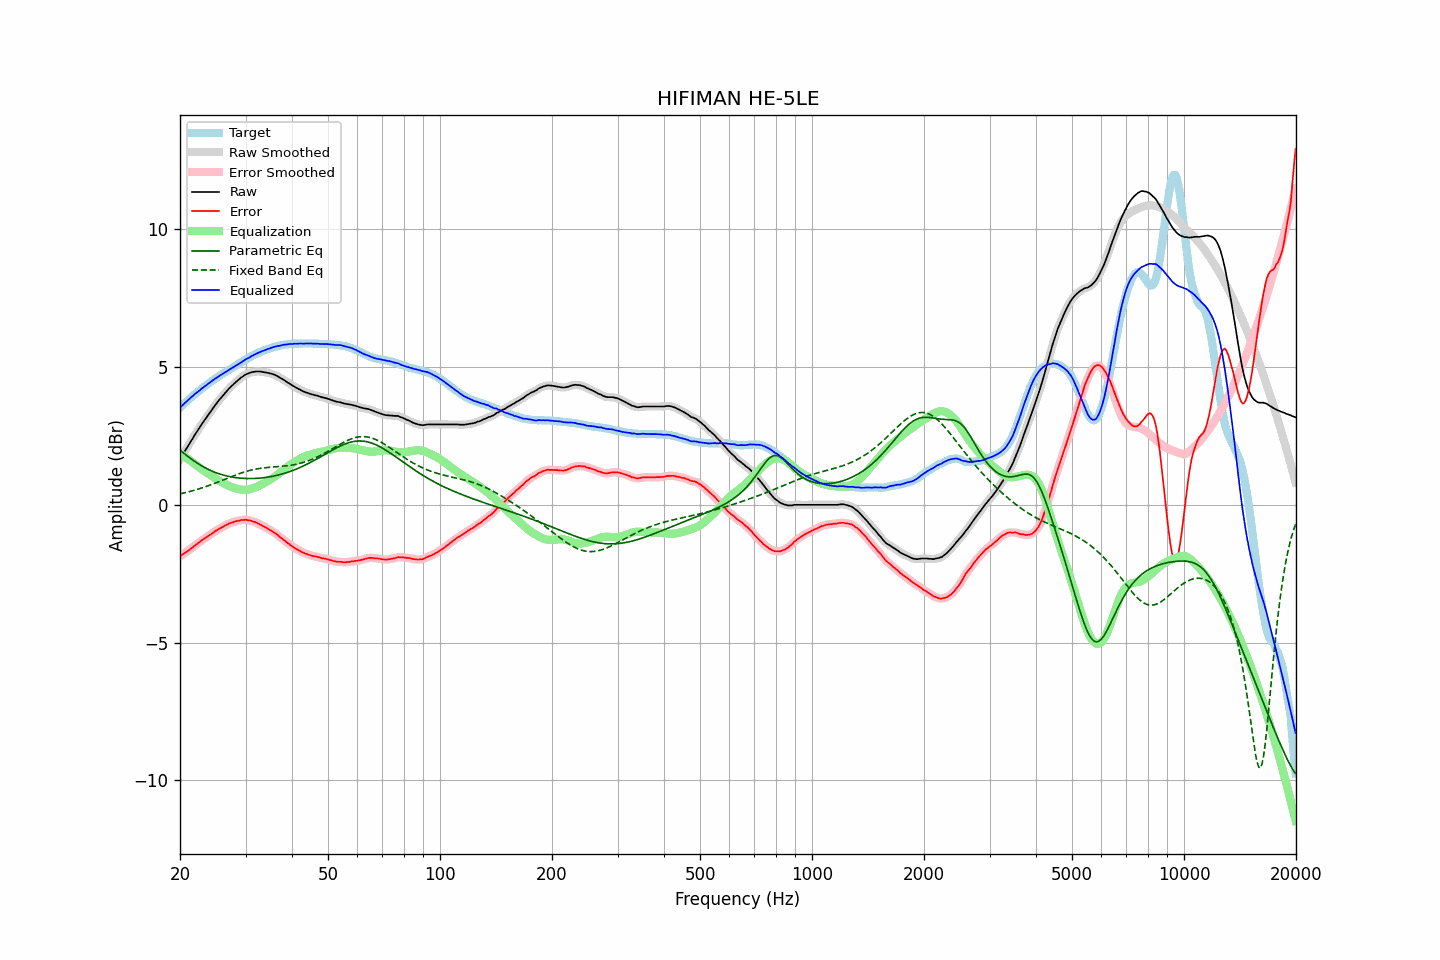 HIFIMAN HE-5LE
Target
Raw Smoothed
Error Smoothed
Raw
Error
Equalization
Parametric Eq
Fixed Band Eq
Equalized
Amplitude (dBr)
10
5
0
−5
−10
20
50
100
200
500
1000
2000
5000
10000
20000
Frequency (Hz)